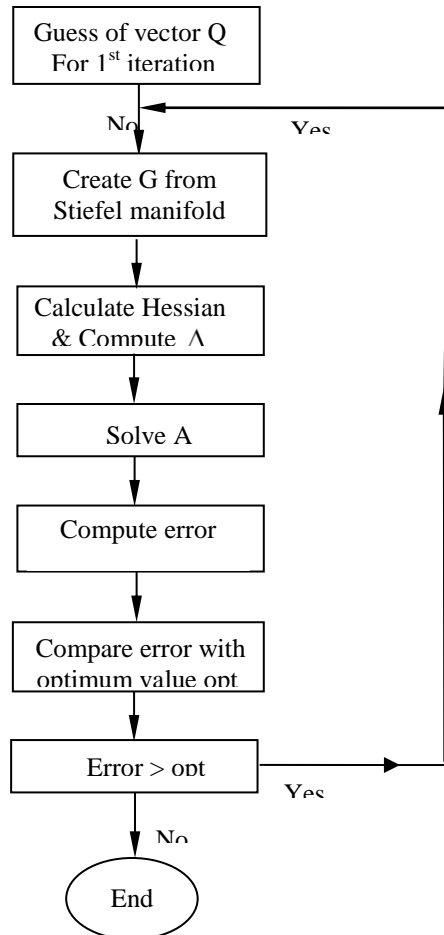 Guess of vector Q
For 1st iteration
No
Yes
Create G from
Stiefel manifold
Calculate Hessian
& Compute Λ
Solve A
Compute error
Compare error with
optimum value opt
Error > opt
Yes
No
End